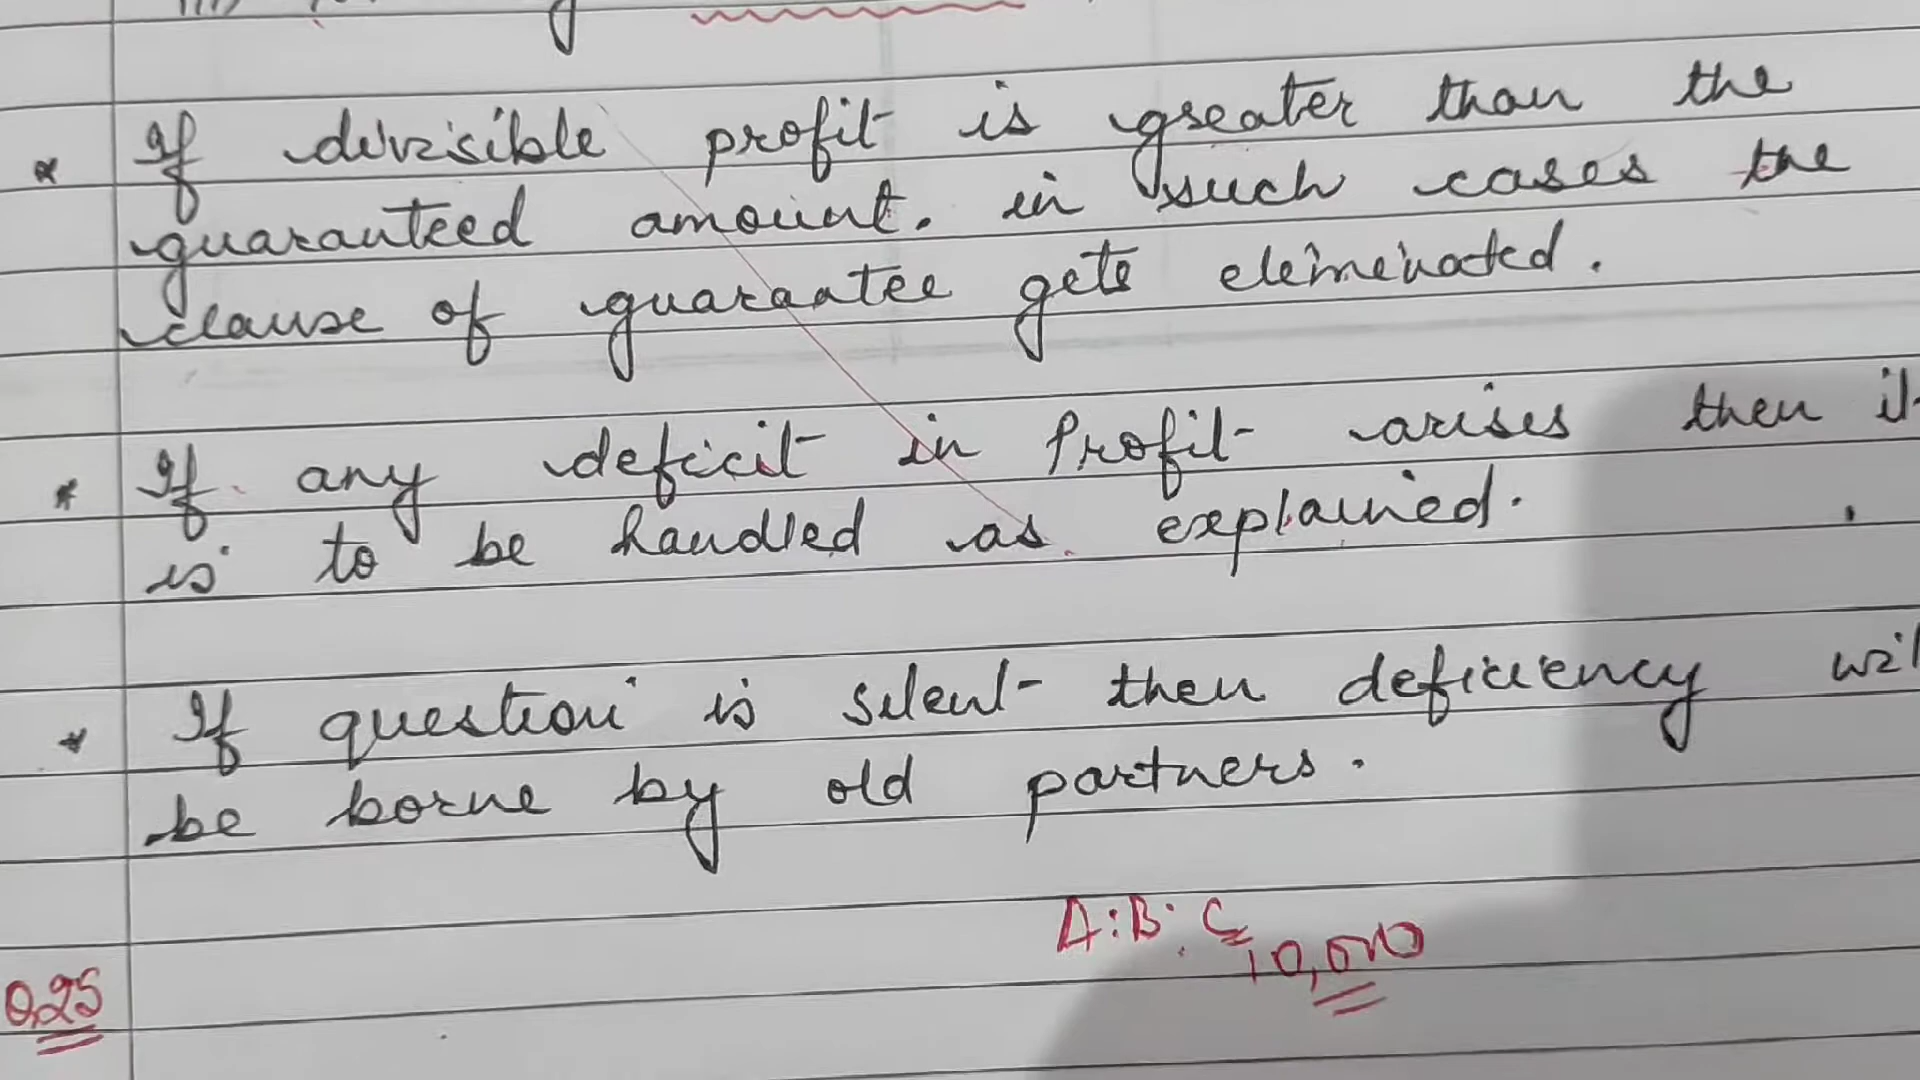 * If divisible profit is greater than the
guaranteed amount. in such cases the
clause of guaraatee gets elemenated.
* If any deficit in Profit arises then it
is to be handled as explained.
* If question is silent then deficiency wil
be borne by old partners.
A:B:C 10,000
Q.25